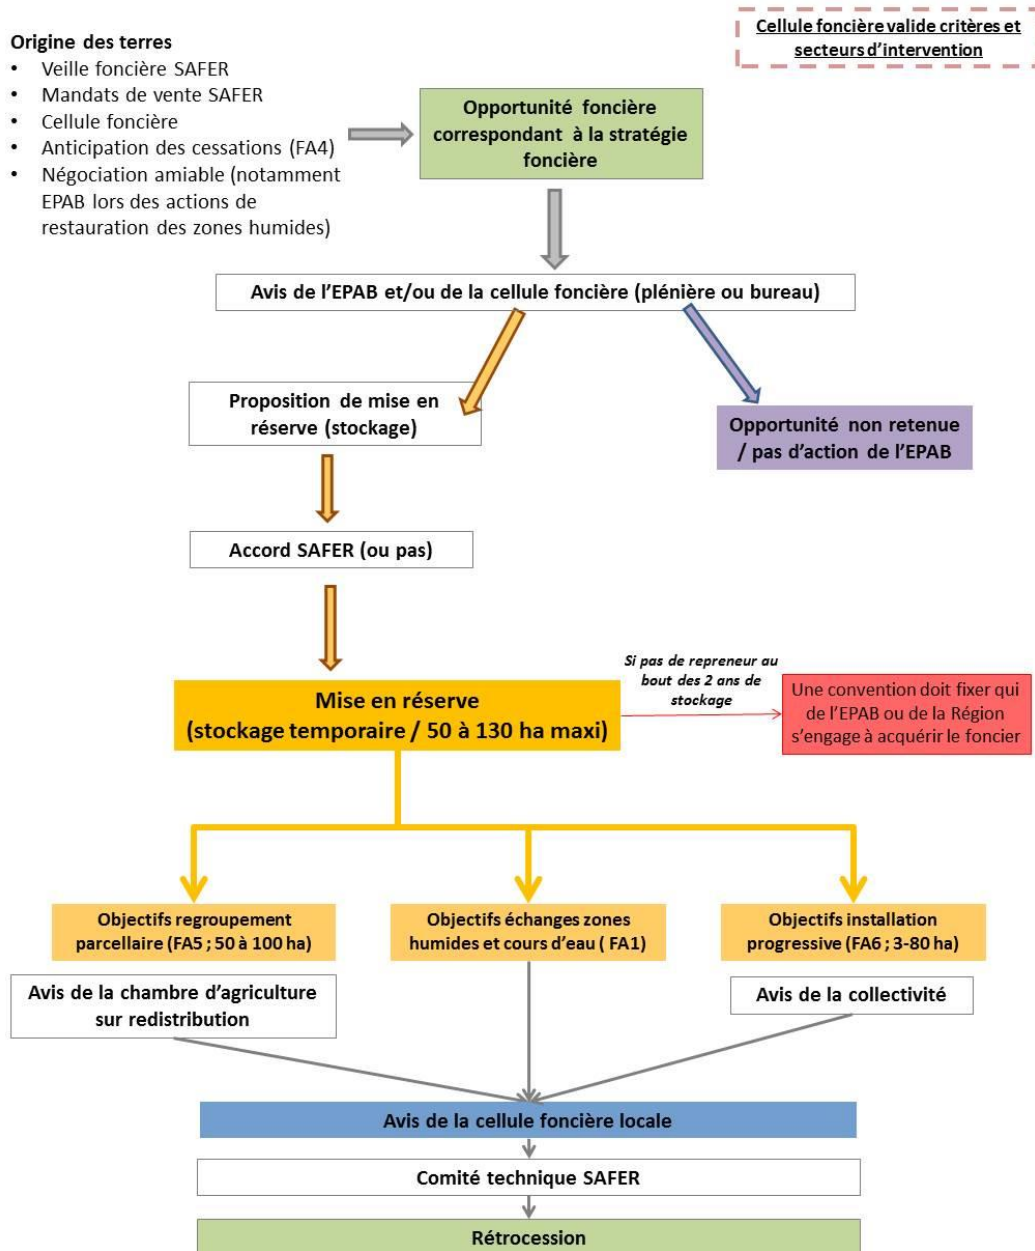 Cellule foncière valide critères et
secteurs d'intervention
Origine des terres
• Veille foncière SAFER
• Mandats de vente SAFER
• Cellule foncière
• Anticipation des cessations (FA4)
• Négociation amiable (notamment
EPAB lors des actions de
restauration des zones humides)
Opportunité foncière
correspondant à la stratégie
foncière
Avis de l'EPAB et/ou de la cellule foncière (plénière ou bureau)
Proposition de mise en
réserve (stockage)
Opportunité non retenue
/ pas d'action de l'EPAB
Accord SAFER (ou pas)
Mise en réserve
(stockage temporaire / 50 à 130 ha maxi)
Si pas de repreneur au
bout des 2 ans de
stockage
Une convention doit fixer qui
de l'EPAB ou de la Région
s'engage à acquérir le foncier
Objectifs regroupement
parcellaire (FA5 ; 50 à 100 ha)
Objectifs échanges zones
humides et cours d'eau ( FA1)
Objectifs installation
progressive (FA6 ; 3-80 ha)
Avis de la chambre d'agriculture
sur redistribution
Avis de la collectivité
Avis de la cellule foncière locale
Comité technique SAFER
Rétrocession